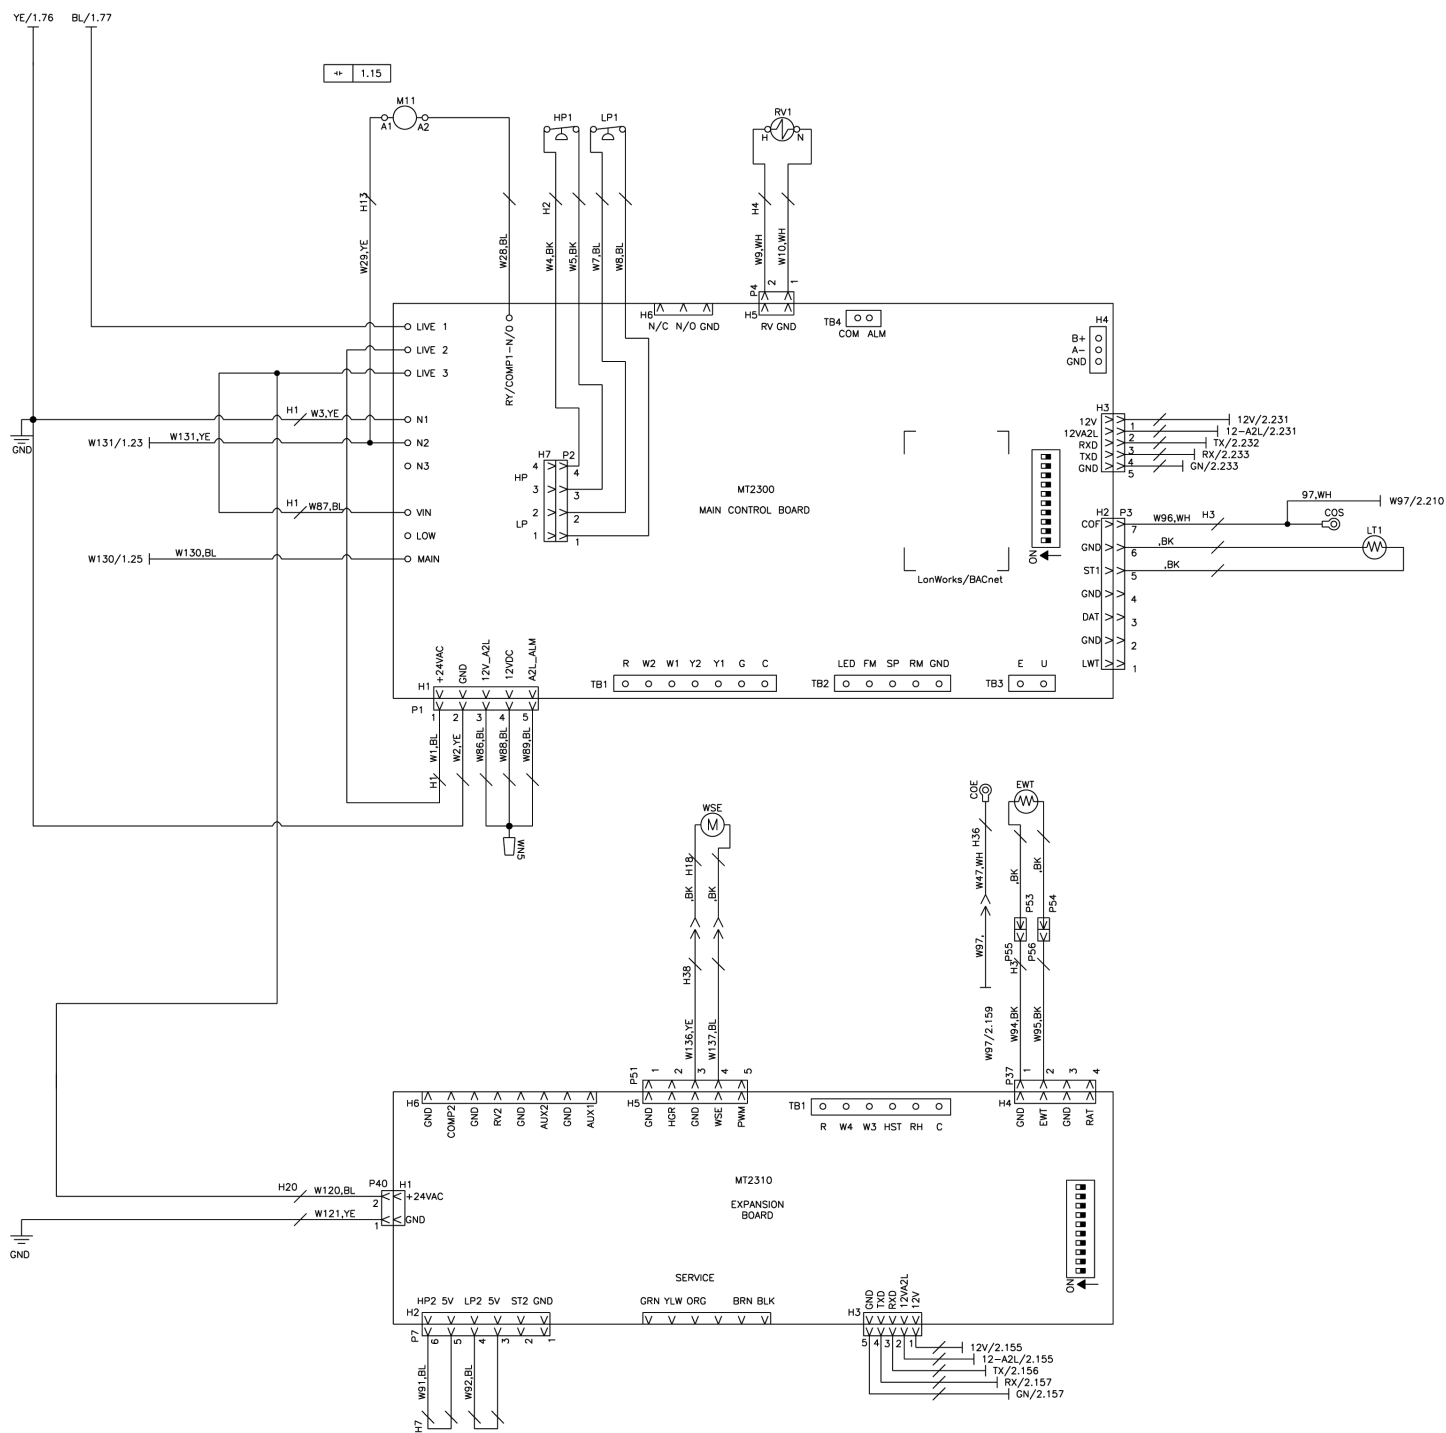 YE/1.76 BL/1.77
1.15
M11
A1 A2
HP1 LP1
RV1
H N
H13
H2
H4
W29,YE
W28,BL
W4,BK
W5,BK
W7,BL
W8,BL
W9,WH
W10,WH
P4 2 1
H6
N/C N/O GND
H5
RV GND
TB4
COM ALM
H4
B+
A-
GND
LIVE 1
LIVE 2
LIVE 3
RY/COMP1-N/O
GND
H1 W3,YE N1
W131/1.23 W131,YE N2
N3
H1 W87,BL VIN
LOW
W130/1.25 W130,BL MAIN
H7 P2
HP
LP
4 4
3 3
2 2
1 1
MT2300
MAIN CONTROL BOARD
LonWorks/BACnet
ON
H3
12V 1 12V/2.231
12VA2L 2 12-A2L/2.231
RXD 3 TX/2.232
TXD 4 RX/2.233
GND 5 GN/2.233
97,WH W97/2.210
H2 P3
COF 7 W96,WH H3 COS
GND 6 ,BK LT1
ST1 5 ,BK
GND 4
DAT 3
GND 2
LWT 1
+24VAC
GND
12V_A2L
12VDC
A2L_ALM
H1
P1
1 2 3 4 5
W1,BL
W2,YE
W86,BL
W88,BL
W89,BL
H1
WN5
R W2 W1 Y2 Y1 G C
TB1
LED FM SP RM GND
TB2
E U
TB3
WSE
M
H18
,BK
,BK
H38
W136,YE
W137,BL
COE
H36
W47,WH
W97,
W97/2.159
EWT
,BK
,BK
P53
P54
P55
P56
H3
W94,BK
W95,BK
P51 1 2 3 4 5
H5
GND HGR GND WSE PWM
P37 1 2 3 4
H4
GND EWT GND RAT
H6
GND COMP2 GND RV2 GND AUX2 GND AUX1
TB1
R W4 W3 HST RH C
MT2310
EXPANSION
BOARD
H20 W120,BL P40 2 H1 +24VAC
W121,YE 1 GND
GND
ON
SERVICE
GRN YLW ORG BRN BLK
HP2 5V LP2 5V ST2 GND
H2
P7
6 5 4 3 2 1
W91,BL
W92,BL
H7
H3
GND TXD RXD 12VA2L 12V
5 4 3 2 1
12V/2.155
12-A2L/2.155
TX/2.156
RX/2.157
GN/2.157